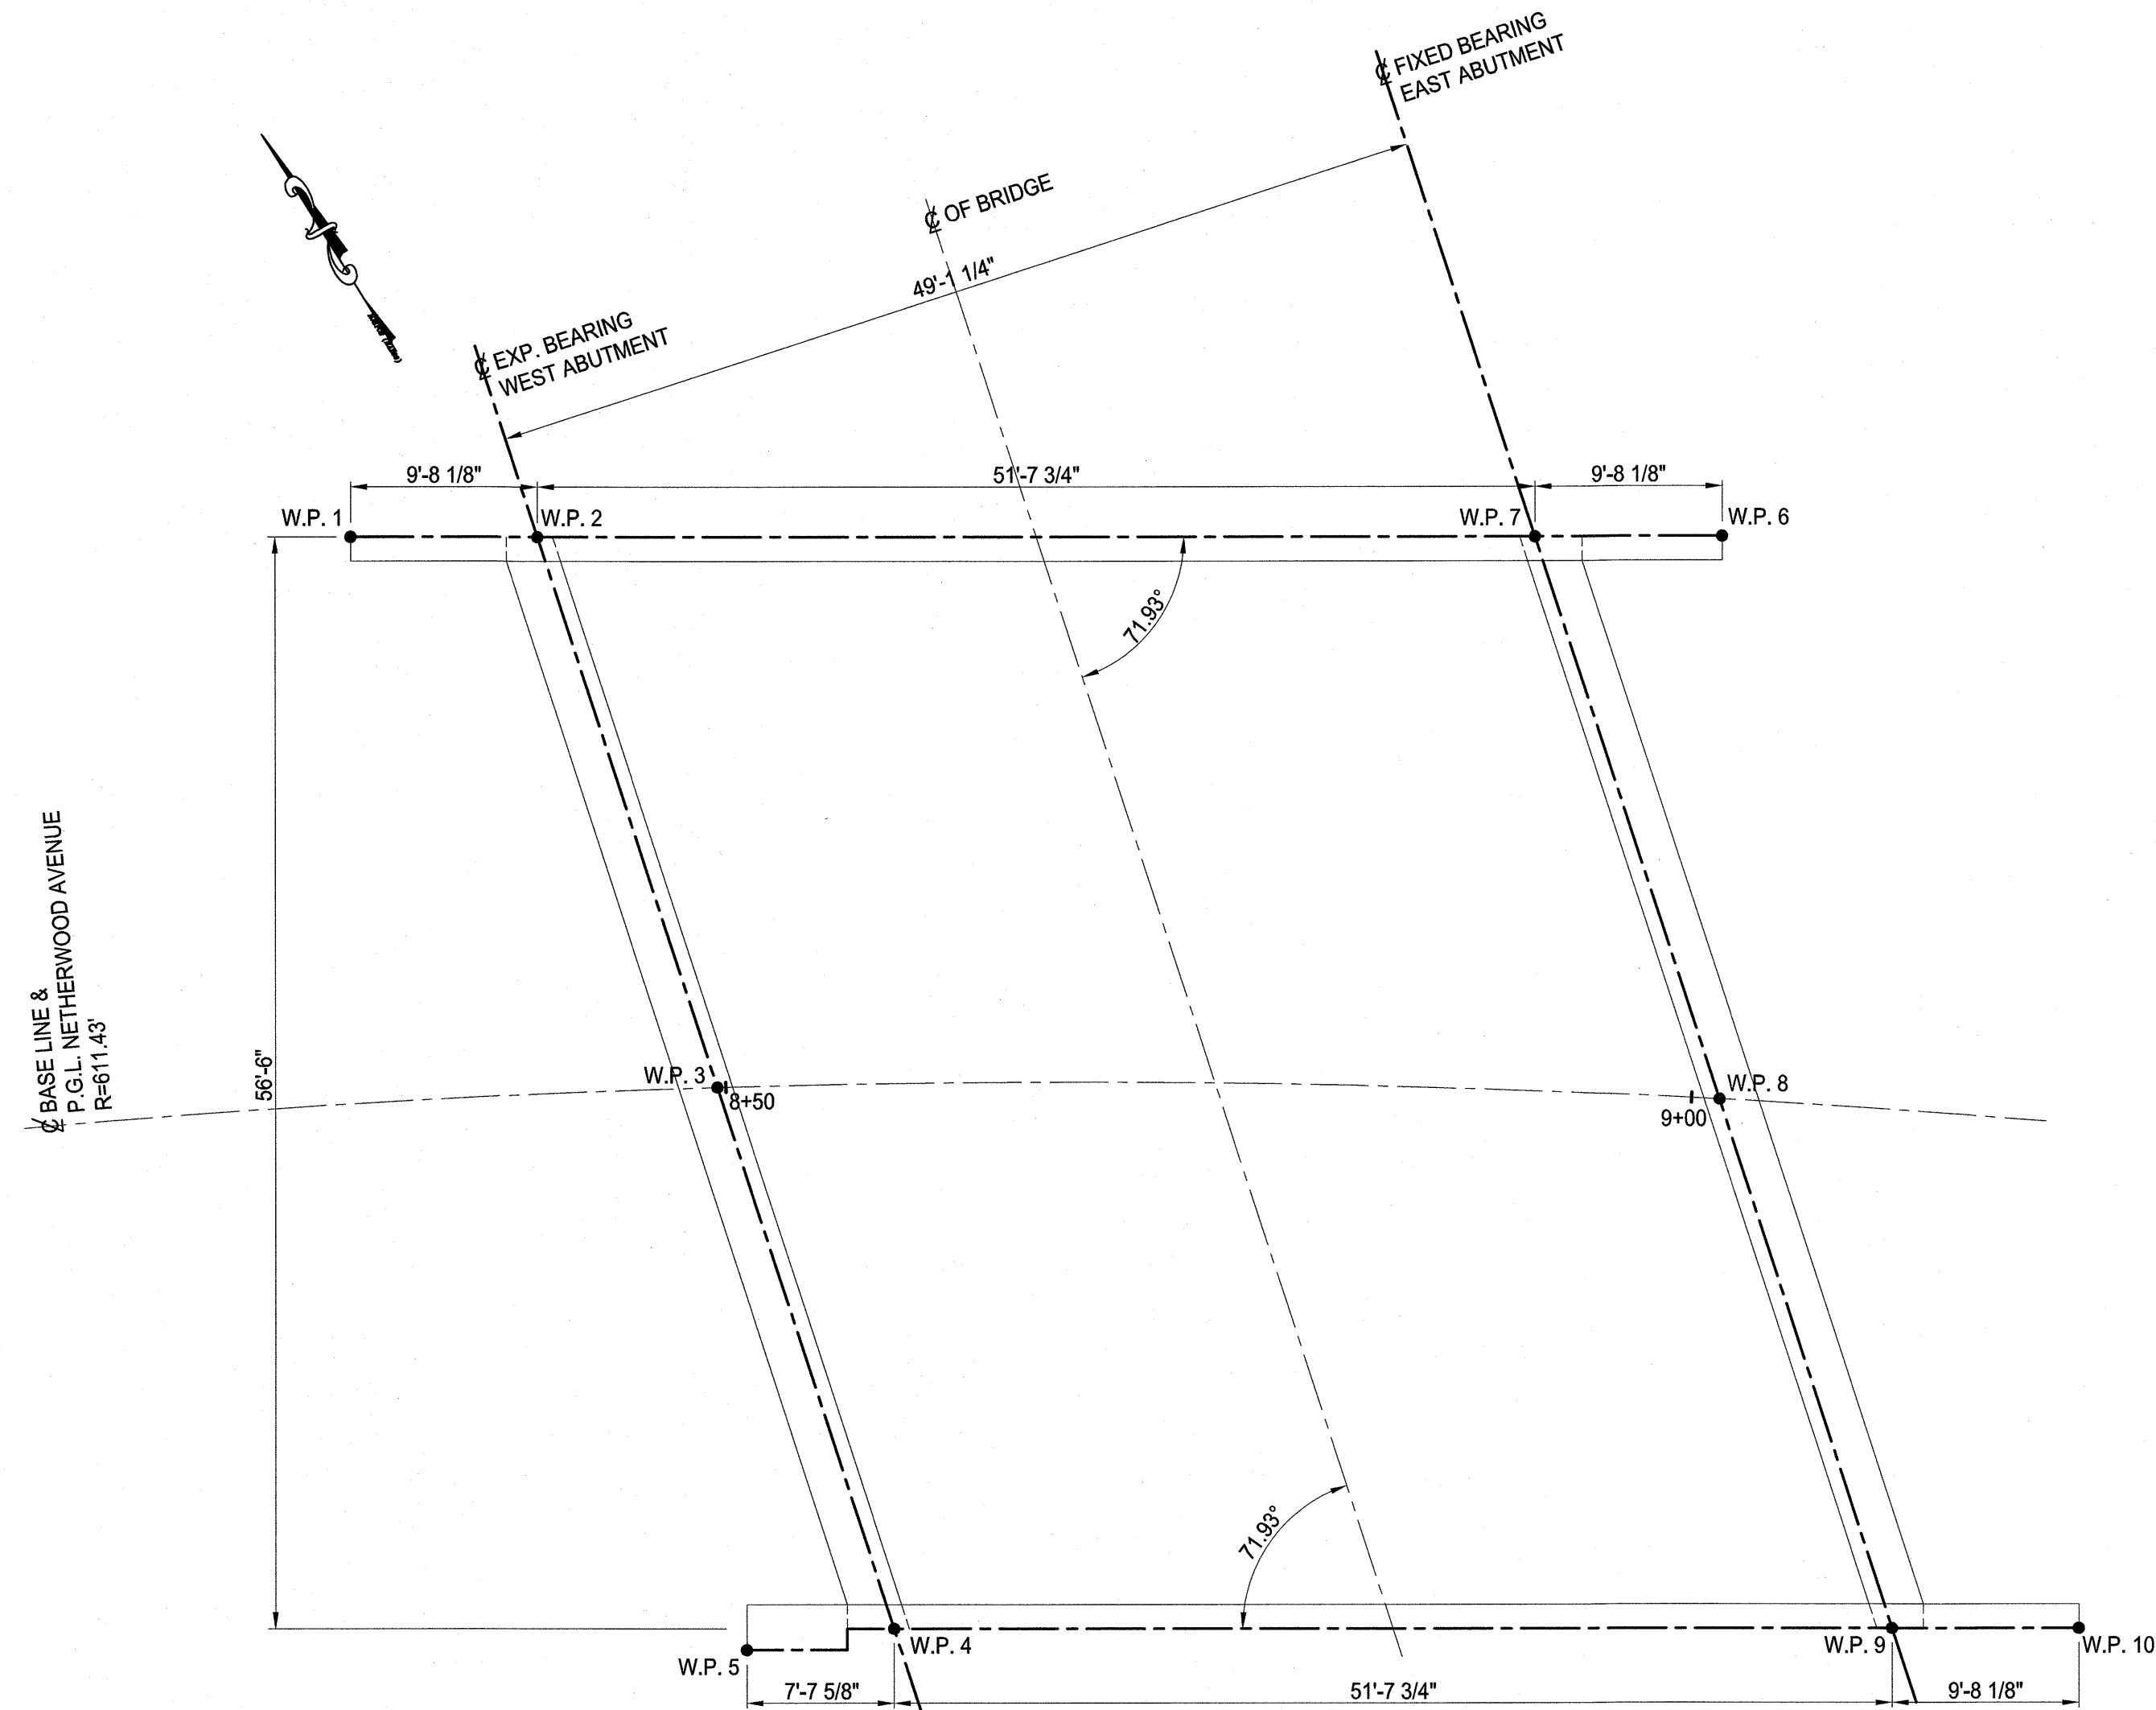 ℄ FIXED BEARING
EAST ABUTMENT
℄ OF BRIDGE
49'-1 1/4"
℄ EXP. BEARING
WEST ABUTMENT
9'-8 1/8"
51'-7 3/4"
9'-8 1/8"
W.P. 1
W.P. 2
W.P. 7
W.P. 6
71.93°
℄ BASE LINE &
P.G.L. NETHERWOOD AVENUE
R=611.43'
56'-6"
W.P. 3
8+50
W.P. 8
9+00
71.93°
W.P. 5
W.P. 4
W.P. 9
W.P. 10
7'-7 5/8"
51'-7 3/4"
9'-8 1/8"